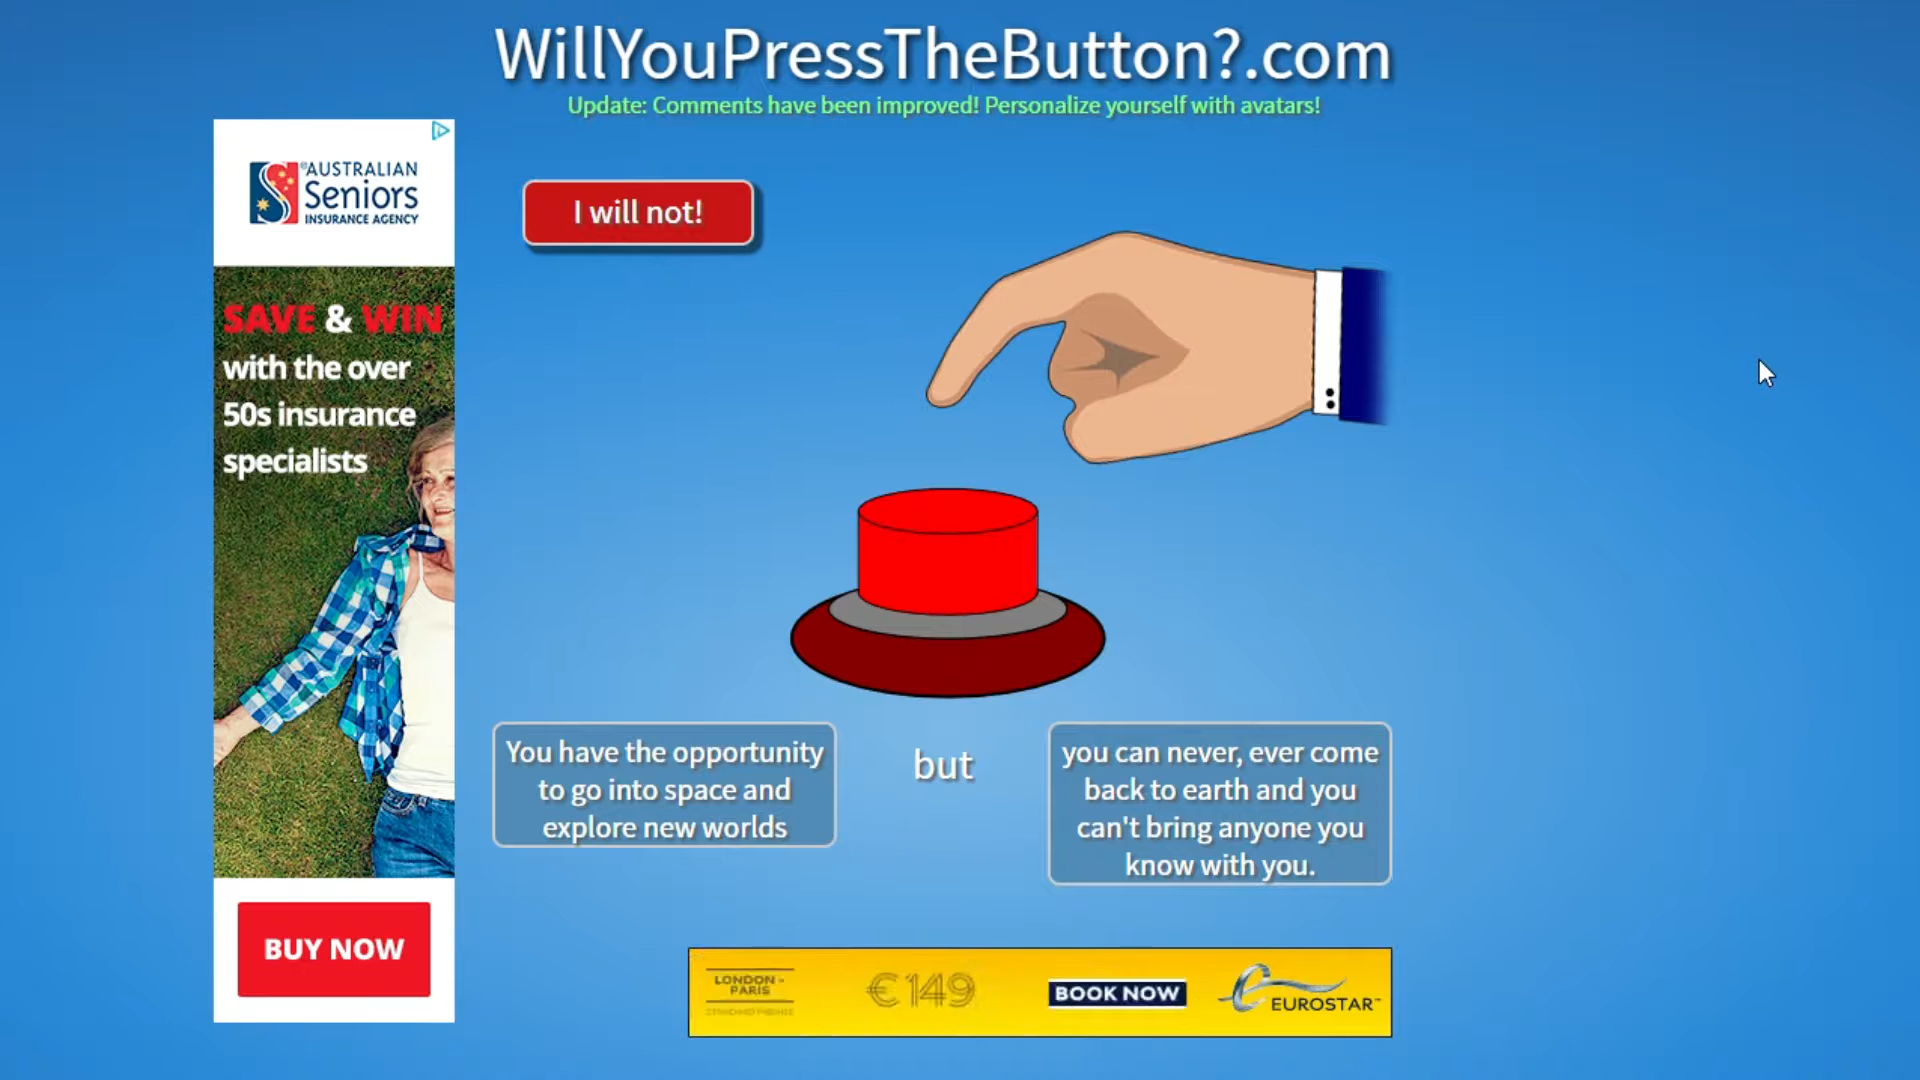 WillYouPressTheButton?.com
Update: Comments have been improved! Personalize yourself with avatars!
AUSTRALIAN
Seniors
INSURANCE AGENCY
SAVE & WIN
with the over
50s insurance
specialists
BUY NOW
I will not!
You have the opportunity
to go into space and
explore new worlds
but
you can never, ever come
back to earth and you
can't bring anyone you
know with you.
LONDON -
PARIS
€149
BOOK NOW
EUROSTAR™